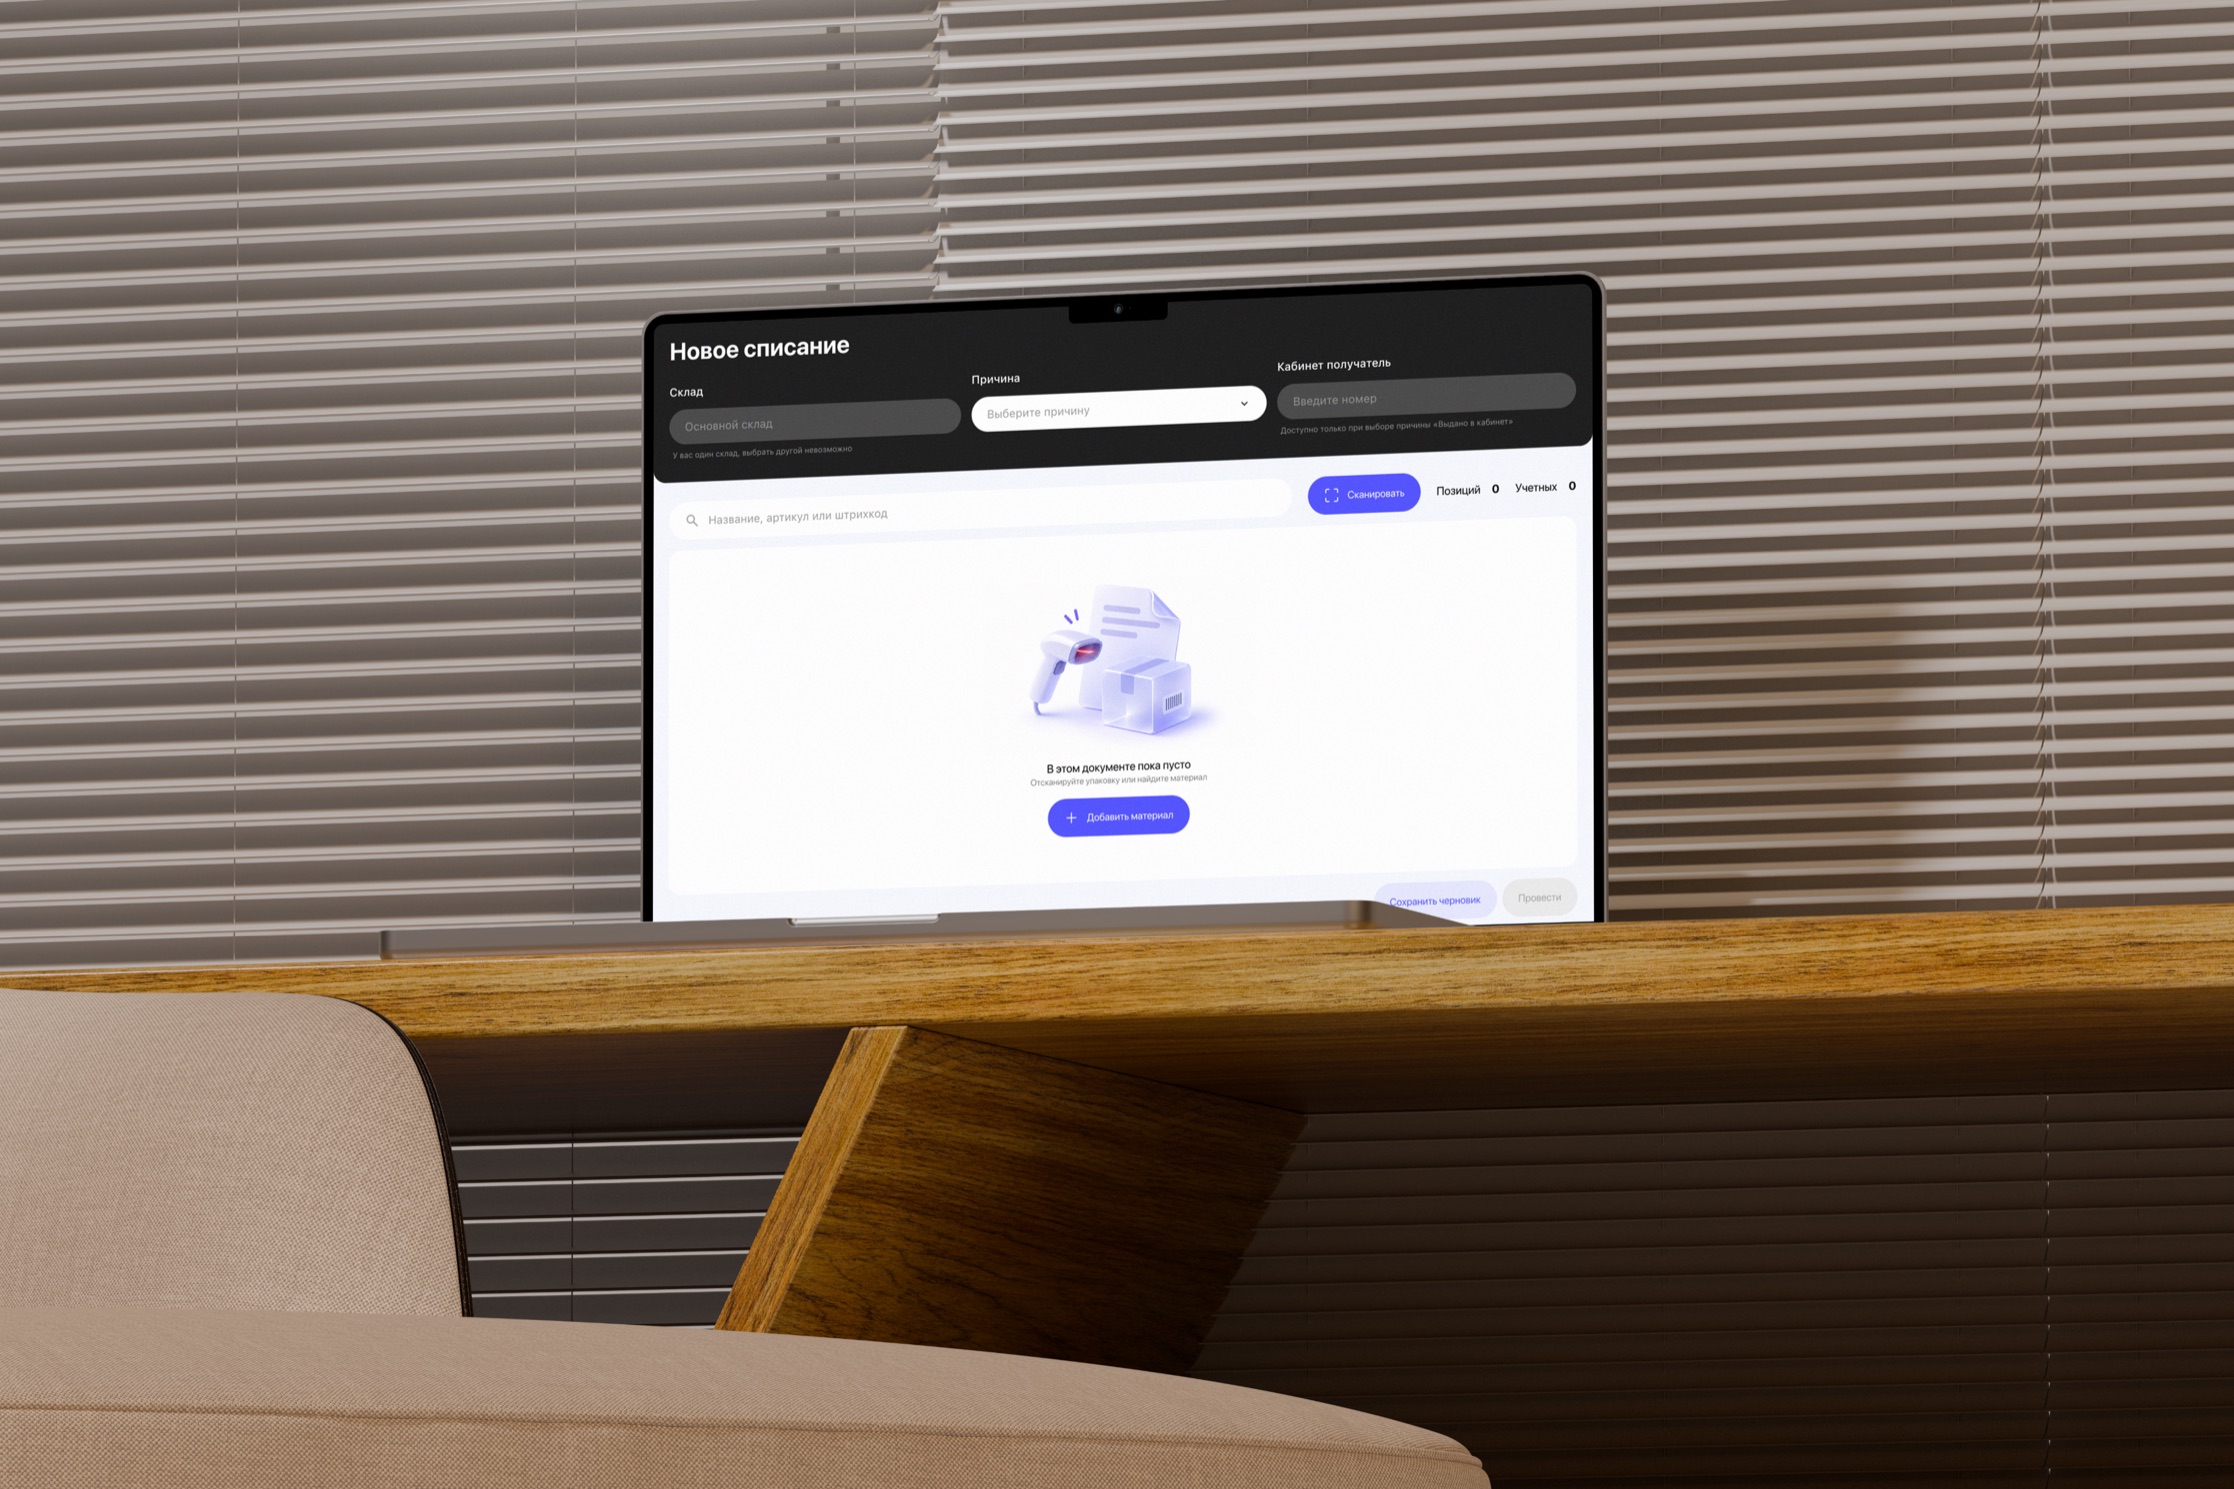 Новое списание
Склад
Причина
Кабинет получатель
Основной склад
Выберите причину
Введите номер
У вас один склад, выбрать другой невозможно
Доступно только при выборе причины «Выдано в кабинет»
Название, артикул или штрихкод
Сканировать
Позиций 0
Учетных 0
В этом документе пока пусто
Отсканируйте упаковку или найдите материал
Добавить материал
Сохранить черновик
Провести